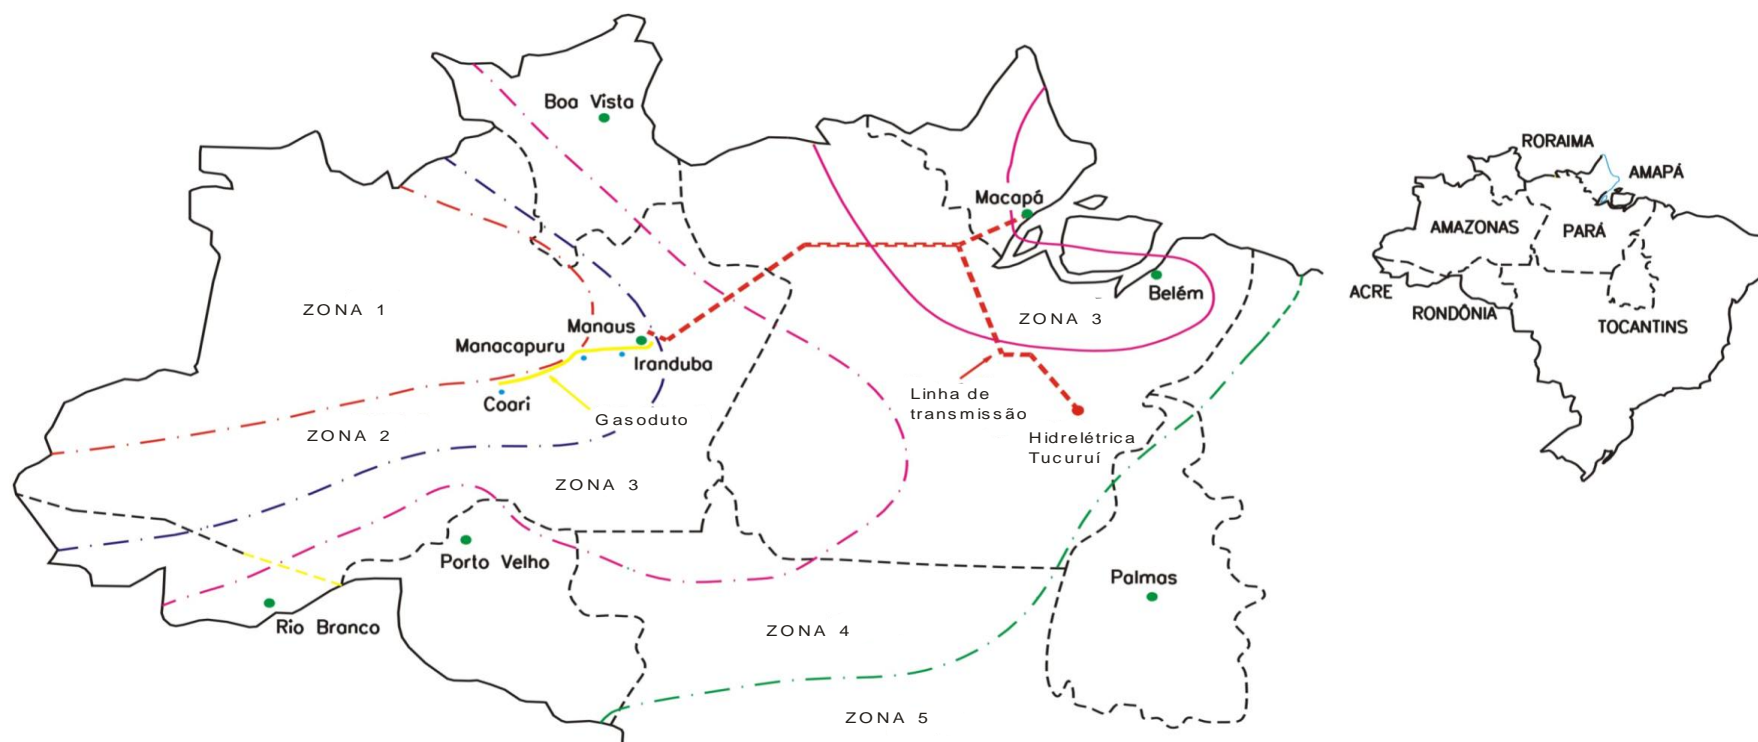 Boa Vista
Macapá
ZONA 1
Manaus
Manacapuru
Iranduba
Coari
Gasoduto
ZONA 2
ZONA 3
Belém
ZONA 3
Linha de
transmissão
Hidrelétrica
Tucuruí
Porto Velho
Palmas
Rio Branco
ZONA 4
ZONA 5
RORAIMA
AMAPÁ
AMAZONAS
PARÁ
ACRE
RONDÔNIA
TOCANTINS